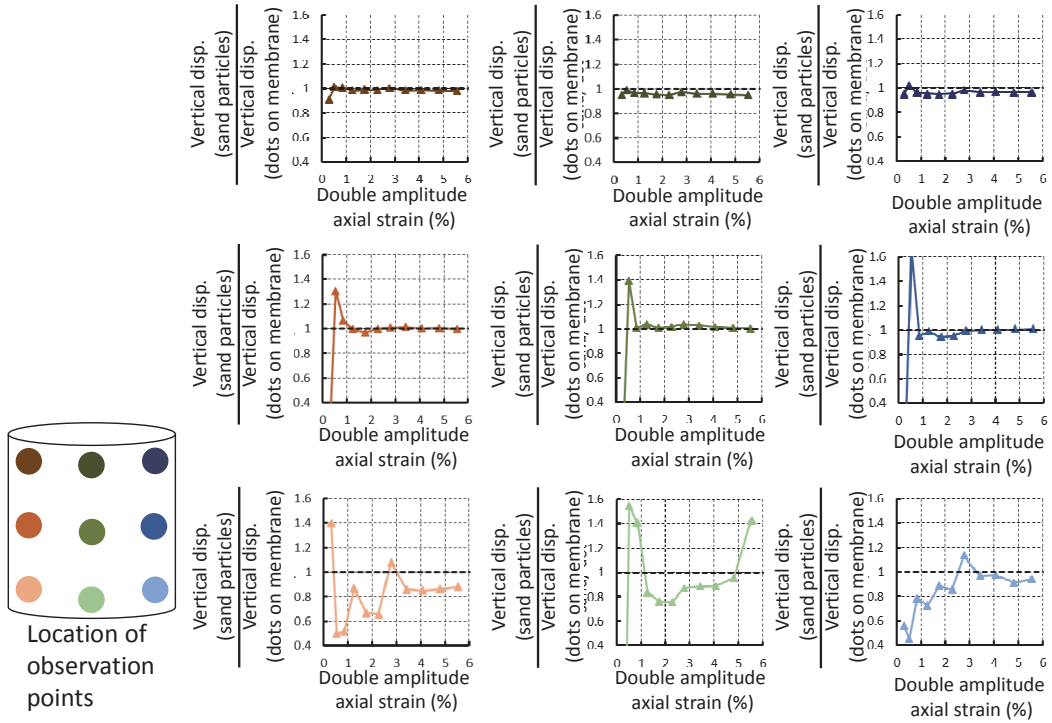 Vertical disp.
(sand particles)
Vertical disp.
(dots on membrane)
1.6
1.4
1.2
1
0.8
0.6
0.4
0 1 2 3 4 5 6
Double amplitude
axial strain (%)
Vertical disp.
(sand particles)
Vertical disp.
(dots on membrane)
1.6
1.4
1.2
1
0.8
0.6
0.4
0 1 2 3 4 5 6
Double amplitude
axial strain (%)
Vertical disp.
(sand particles)
Vertical disp.
(dots on membrane)
1.6
1.4
1.2
1
0.8
0.6
0.4
0 1 2 3 4 5 6
Double amplitude
axial strain (%)
Vertical disp.
(sand particles)
Vertical disp.
(dots on membrane)
1.6
1.4
1.2
1
0.8
0.6
0.4
0 1 2 3 4 5 6
Double amplitude
axial strain (%)
Vertical disp.
(sand particles)
Vertical disp.
(dots on membrane)
1.6
1.4
1.2
1
0.8
0.6
0.4
0 1 2 3 4 5 6
Double amplitude
axial strain (%)
Vertical disp.
(sand particles)
Vertical disp.
(dots on membrane)
1.6
1.4
1.2
1
0.8
0.6
0.4
0 1 2 3 4 5 6
Double amplitude
axial strain (%)
Location of
observation
points
Vertical disp.
(sand particles)
Vertical disp.
(dots on membrane)
1.6
1.4
1.2
1
0.8
0.6
0.4
0 1 2 3 4 5 6
Double amplitude
axial strain (%)
Vertical disp.
(sand particles)
Vertical disp.
(dots on membrane)
1.6
1.4
1.2
1
0.8
0.6
0.4
0 1 2 3 4 5 6
Double amplitude
axial strain (%)
Vertical disp.
(sand particles)
Vertical disp.
(dots on membrane)
1.6
1.4
1.2
1
0.8
0.6
0.4
0 1 2 3 4 5 6
Double amplitude
axial strain (%)